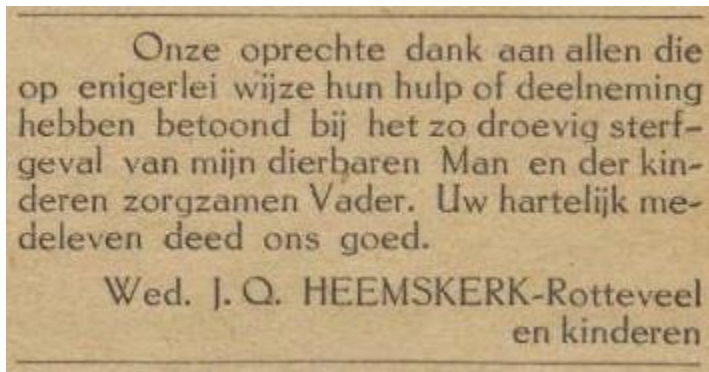 Onze oprechte dank aan allen die
op enigerlei wijze hun hulp of deelneming
hebben betoond bij het zo droevig sterf-
geval van mijn dierbaren Man en der kin-
deren zorgzamen Vader. Uw hartelijk me-
deleven deed ons goed.
Wed. J. Q. HEEMSKERK-Rotteveel
en kinderen